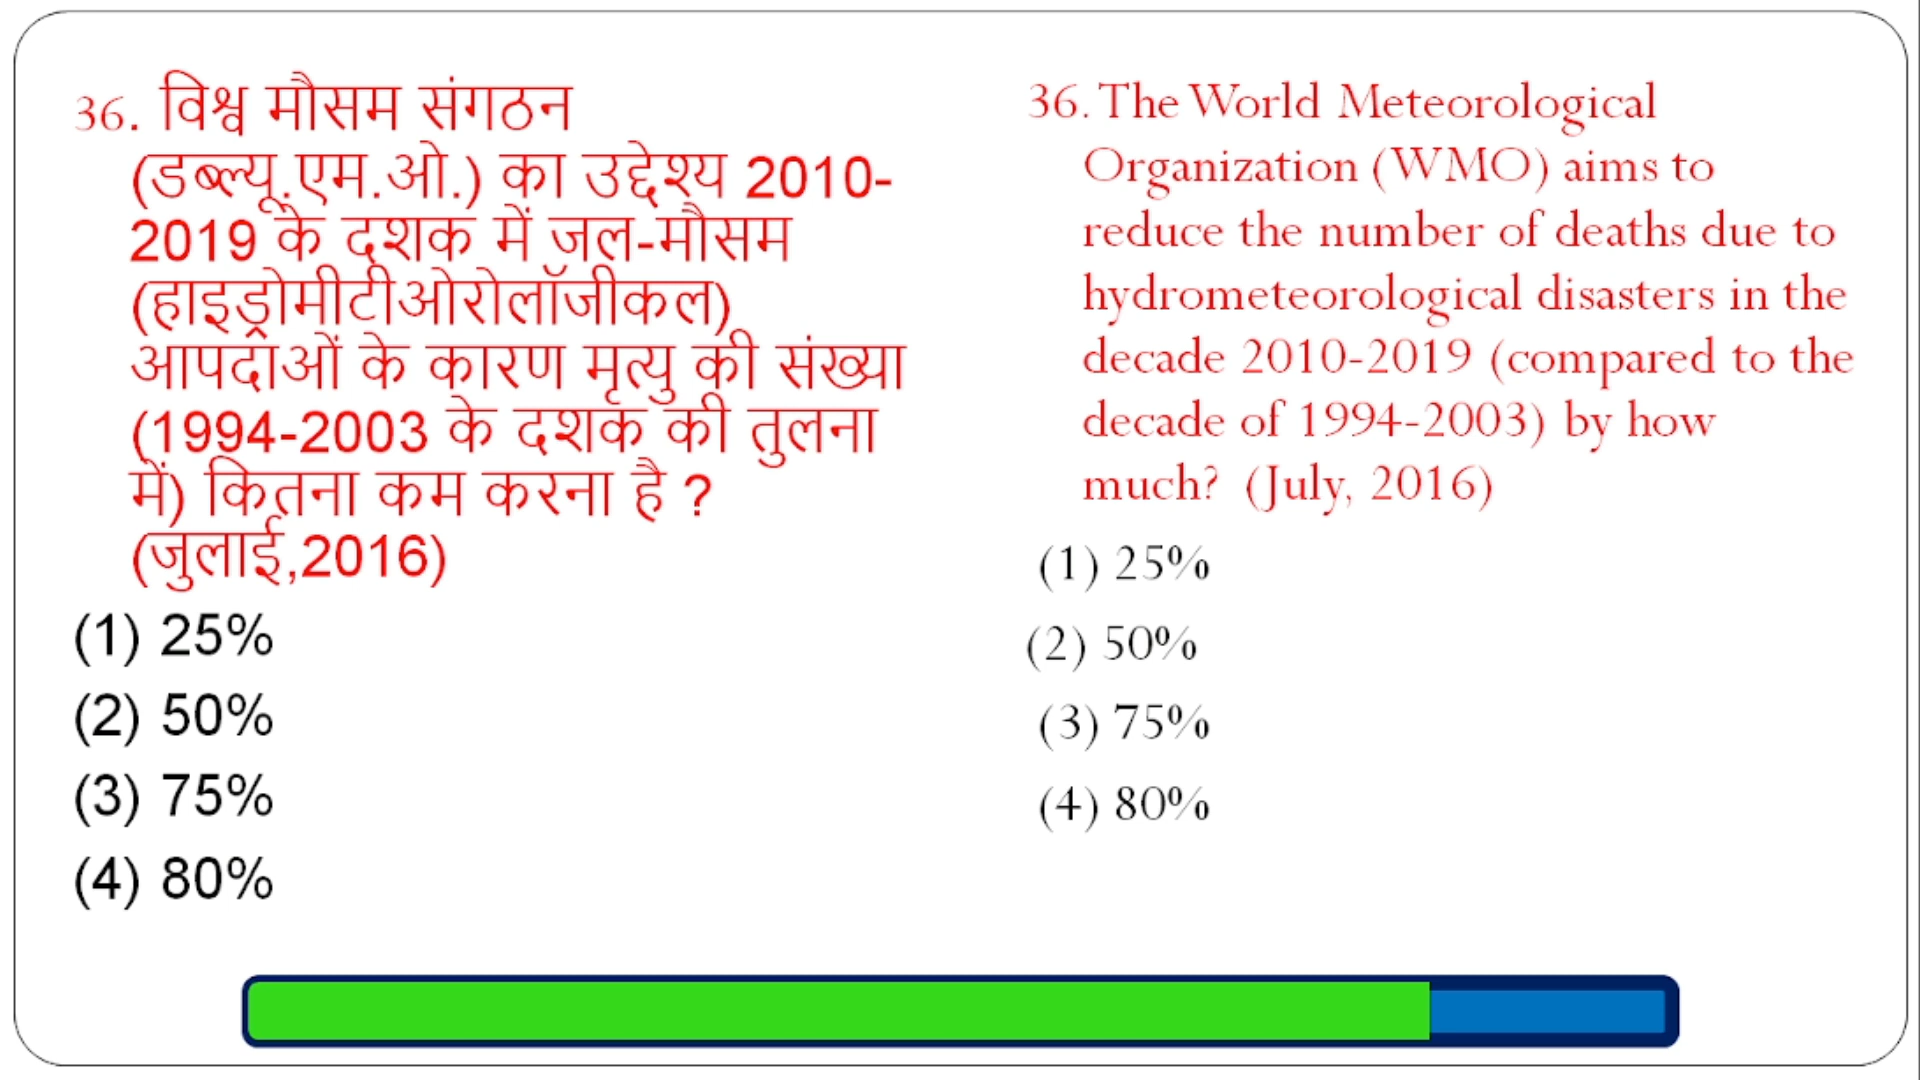 36. विश्व मौसम संगठन
(डब्ल्यू.एम.ओ.) का उद्देश्य 2010-
2019 के दशक में जल-मौसम
(हाइड्रोमीटीओरोलॉजीकल)
आपदाओं के कारण मृत्यु की संख्या
(1994-2003 के दशक की तुलना
में) कितना कम करना है ?
(जुलाई,2016)
(1) 25%
(2) 50%
(3) 75%
(4) 80%
36. The World Meteorological
Organization (WMO) aims to
reduce the number of deaths due to
hydrometeorological disasters in the
decade 2010-2019 (compared to the
decade of 1994-2003) by how
much? (July, 2016)
(1) 25%
(2) 50%
(3) 75%
(4) 80%